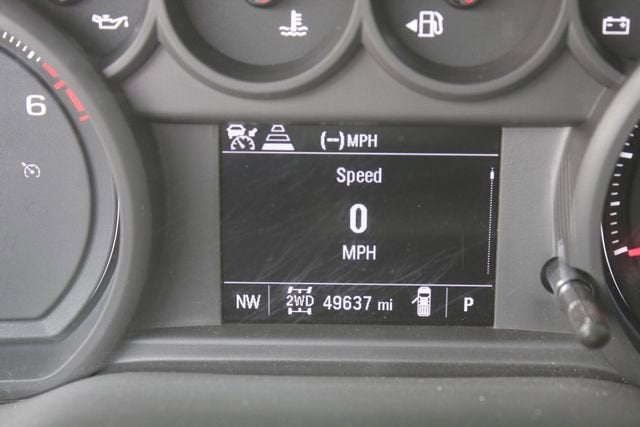 6
(--) MPH
Speed
0
MPH
NW 2WD 49637 mi P